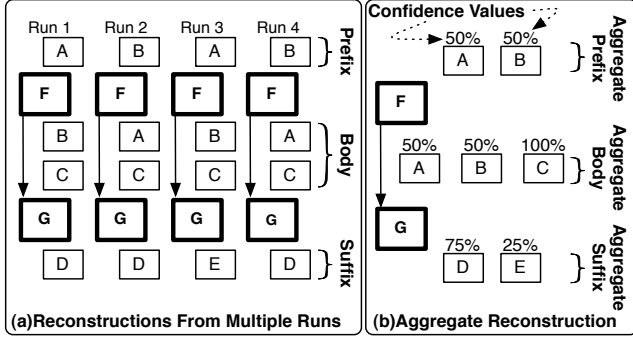 Run 1 Run 2 Run 3 Run 4
A B A B
Prefix
F F F F
B A B A
C C C C
Body
G G G G
D D E D
Suffix
(a)Reconstructions From Multiple Runs
Confidence Values
50% 50%
A B
Aggregate
Prefix
F
50% 50% 100%
A B C
Aggregate
Body
G
75% 25%
D E
Aggregate
Suffix
(b)Aggregate Reconstruction